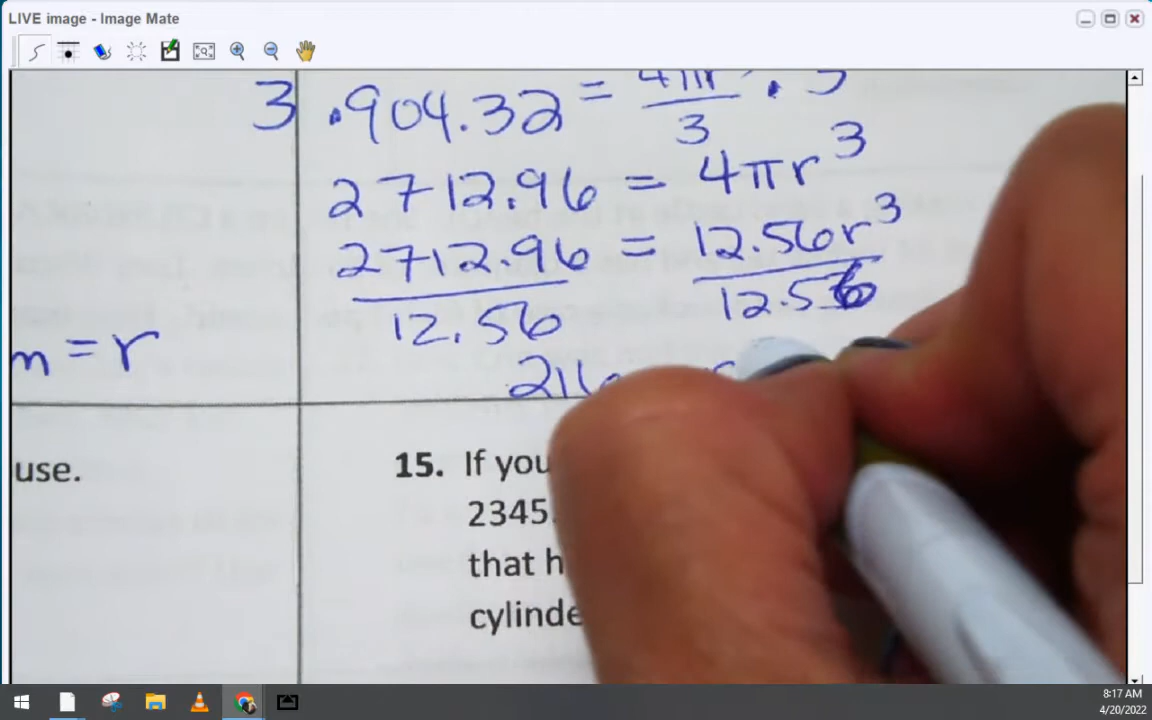 LIVE image - Image Mate
3 .904.32 = 4πr . 3
3
2712.96 = 4πr³
2712.96 = 12.56r³
12.56 12.56
m = r
216
use.
15. If you
2345.
that h
cylinde
8:17 AM
4/20/2022